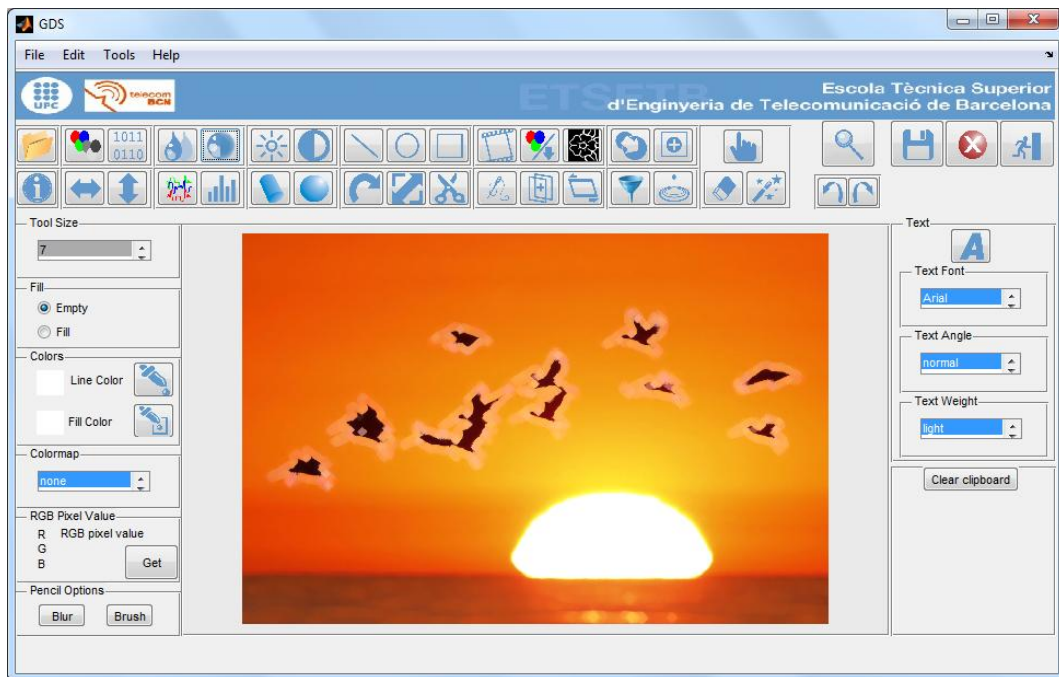 GDS
File Edit Tools Help
UPC
telecom
BCN
ETSETB
Escola Tècnica Superior
d'Enginyeria de Telecomunicació de Barcelona
1011
0110
Tool Size
7
Fill
Empty
Fill
Colors
Line Color
Fill Color
Colormap
none
RGB Pixel Value
R RGB pixel value
G
B
Get
Pencil Options
Blur Brush
Text
A
Text Font
Arial
Text Angle
normal
Text Weight
light
Clear clipboard